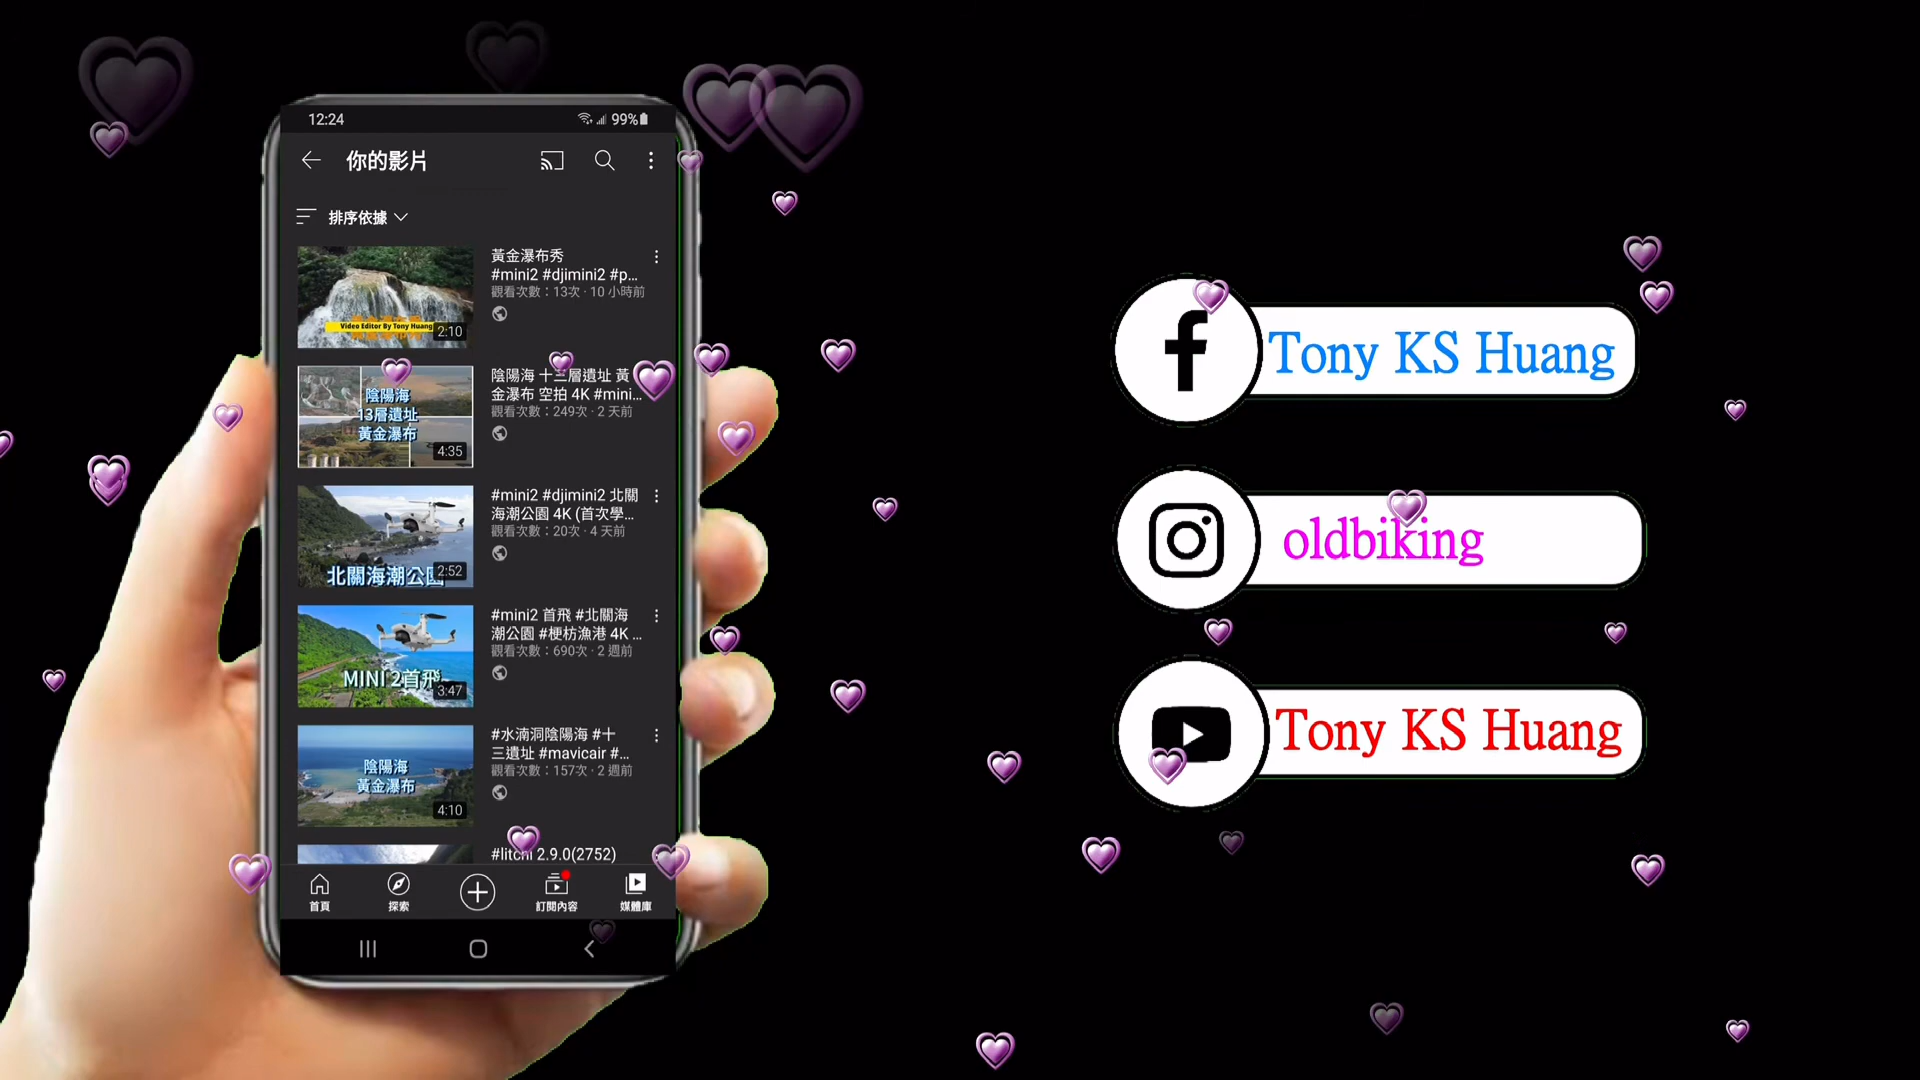 12:24
99%
你的影片
排序依據
黃金瀑布秀
#mini2 #djimini2 #p...
觀看次數：13次 · 10 小時前
Video Editor By Tony Huang
2:10
陰陽海 十三層遺址 黃
金瀑布 空拍 4K #mini...
觀看次數：249次 · 2 天前
陰陽海
13層遺址
黃金瀑布
4:35
#mini2 #djimini2 北關
海潮公園 4K (首次學...
觀看次數：20次 · 4 天前
北關海潮公園
2:52
#mini2 首飛 #北關海
潮公園 #梗枋漁港 4K ...
觀看次數：690次 · 2 週前
MINI 2首飛
3:47
#水湳洞陰陽海 #十
三遺址 #mavicair #...
觀看次數：157次 · 2 週前
陰陽海
黃金瀑布
4:10
#litchi 2.9.0(2752)
首頁
探索
訂閱內容
媒體庫
Tony KS Huang
oldbiking
Tony KS Huang